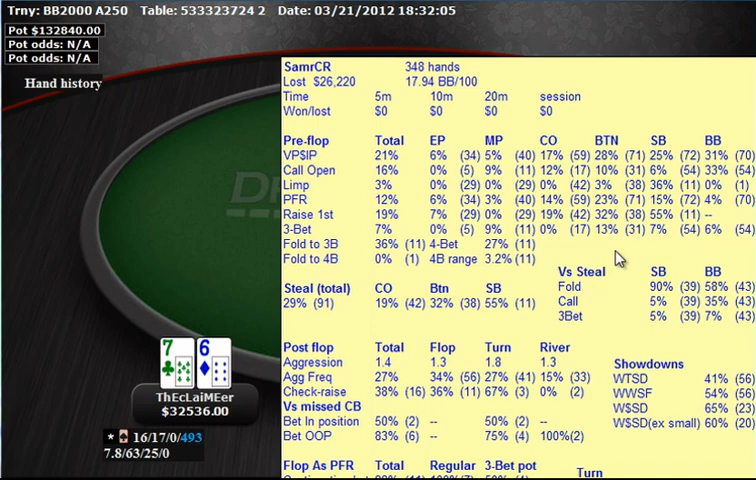 Trny: BB2000 A250 Table: 533323724 2 Date: 03/21/2012 18:32:05
Pot $132840.00
Pot odds: N/A
Pot odds: N/A
Hand history
SamrCR 348 hands
Lost $26,220 17.94 BB/100
Time 5m 10m 20m session
Won/lost $0 $0 $0 $0
Pre-flop Total EP MP CO BTN SB BB
VP$IP 21% 6% (34) 5% (40) 17% (59) 28% (71) 25% (72) 31% (70)
Call Open 16% 0% (5) 9% (11) 12% (17) 10% (31) 6% (54) 33% (54)
Limp 3% 0% (29) 0% (29) 0% (42) 3% (38) 36% (11) 0% (1)
PFR 12% 6% (34) 3% (40) 14% (59) 23% (71) 15% (72) 4% (70)
Raise 1st 19% 7% (29) 0% (29) 19% (42) 32% (38) 55% (11) --
3-Bet 7% 0% (5) 9% (11) 0% (17) 13% (31) 7% (54) 6% (54)
Fold to 3B 36% (11) 4-Bet 27% (11)
Fold to 4B 0% (1) 4B range 3.2% (11)
Vs Steal SB BB
Fold 90% (39) 58% (43)
Call 5% (39) 35% (43)
3Bet 5% (39) 7% (43)
Steal (total) CO Btn SB
29% (91) 19% (42) 32% (38) 55% (11)
Post flop Total Flop Turn River
Aggression 1.4 1.3 1.8 1.3
Agg Freq 27% 34% (56) 27% (41) 15% (33)
Check-raise 38% (16) 36% (11) 67% (3) 0% (2)
Vs missed CB
Bet In position 50% (2) -- 50% (2) --
Bet OOP 83% (6) -- 75% (4) 100%(2)
Showdowns
WTSD 41% (56)
WWSF 54% (56)
W$SD 65% (23)
W$SD(ex small) 60% (20)
Flop As PFR Total Regular 3-Bet pot
Turn
7 6
ThEcLaiMEer
$32536.00
* 16/17/0/493
7.8/63/25/0